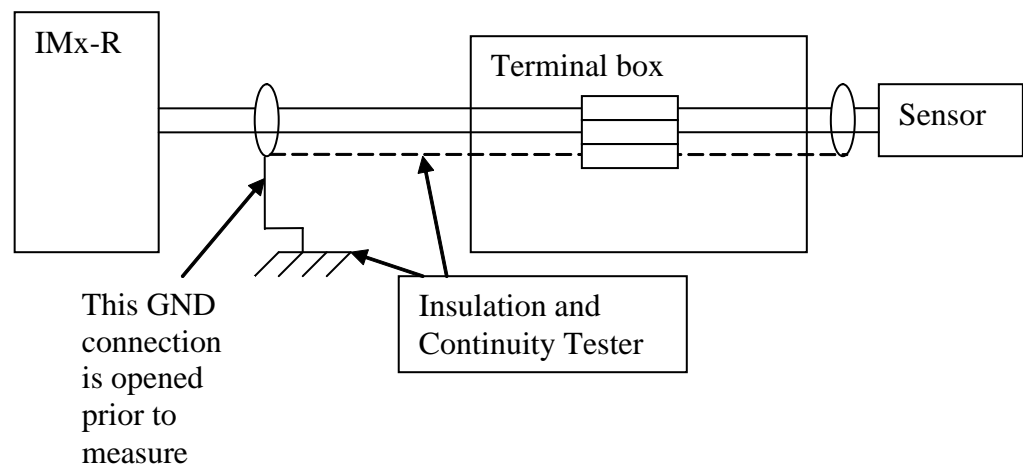 IMx-R
Terminal box
Sensor
This GND
connection
is opened
prior to
measure
Insulation and
Continuity Tester